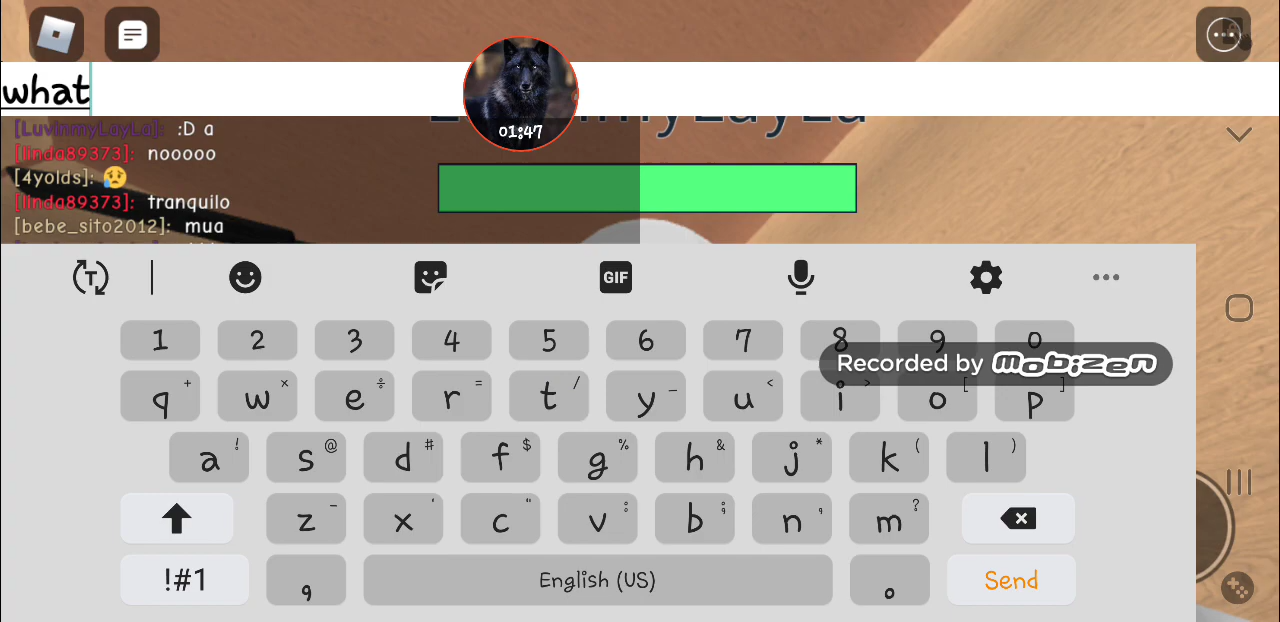 what
01:47
[LuvinmyLayLa]: :D a
[linda89373]: nooooo
[4yolds]: 😥
[linda89373]: tranquilo
[bebe_sito2012]: mua
T
GIF
1 2 3 4 5 6 7 8 9 0
Recorded by mobizen
q + w × e ÷ r = t / y _ u < i > o [ p ]
a ! s @ d # f $ g % h & j * k ( l )
z - x ' c " v : b ; n , m ?
!#1 , English (US) . Send